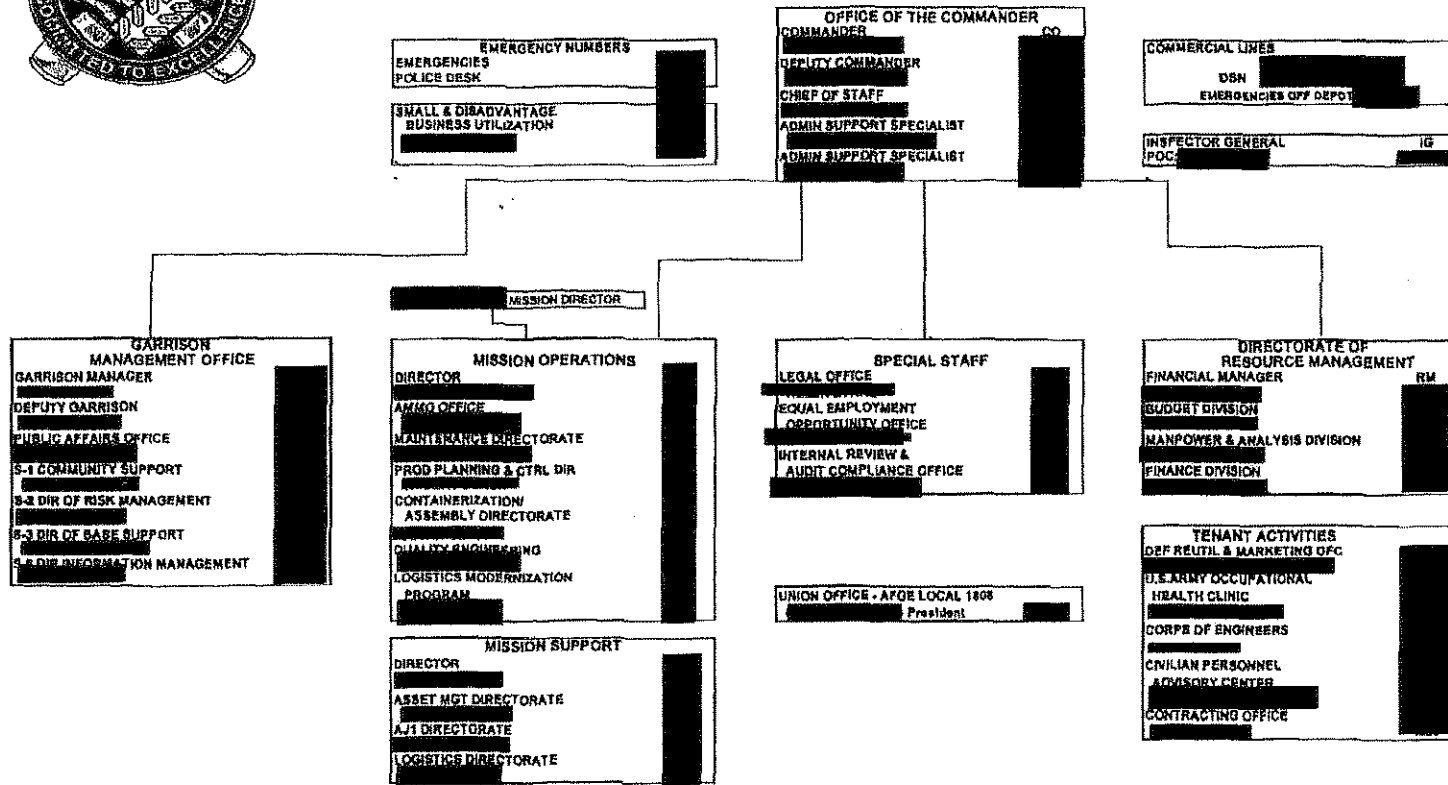 COMMITTED TO EXCELLENCE
EMERGENCY NUMBERS
EMERGENCIES
POLICE DESK
SMALL & DISADVANTAGE
BUSINESS UTILIZATION
OFFICE OF THE COMMANDER
COMMANDER CO
DEPUTY COMMANDER
CHIEF OF STAFF
ADMIN SUPPORT SPECIALIST
ADMIN SUPPORT SPECIALIST
COMMERCIAL LINES
DSN
EMERGENCIES OFF DEPOT
INSPECTOR GENERAL IG
POC:
MISSION DIRECTOR
GARRISON
MANAGEMENT OFFICE
GARRISON MANAGER
DEPUTY GARRISON
PUBLIC AFFAIRS OFFICE
S-1 COMMUNITY SUPPORT
S-2 DIR OF RISK MANAGEMENT
S-3 DIR OF BASE SUPPORT
DIR INFORMATION MANAGEMENT
MISSION OPERATIONS
DIRECTOR
AMMO OFFICE
MAINTENANCE DIRECTORATE
PROD PLANNING & CTRL DIR
CONTAINERIZATION/
ASSEMBLY DIRECTORATE
QUALITY ENGINEERING
LOGISTICS MODERNIZATION
PROGRAM
MISSION SUPPORT
DIRECTOR
ASSET MGT DIRECTORATE
AJ1 DIRECTORATE
LOGISTICS DIRECTORATE
SPECIAL STAFF
LEGAL OFFICE
EQUAL EMPLOYMENT
OPPORTUNITY OFFICE
INTERNAL REVIEW &
AUDIT COMPLIANCE OFFICE
UNION OFFICE - AFGE LOCAL 1808
President
DIRECTORATE OF
RESOURCE MANAGEMENT
FINANCIAL MANAGER RM
BUDGET DIVISION
MANPOWER & ANALYSIS DIVISION
FINANCE DIVISION
TENANT ACTIVITIES
DEF REUTIL & MARKETING OFC
U.S.ARMY OCCUPATIONAL
HEALTH CLINIC
CORPS OF ENGINEERS
CIVILIAN PERSONNEL
ADVISORY CENTER
CONTRACTING OFFICE